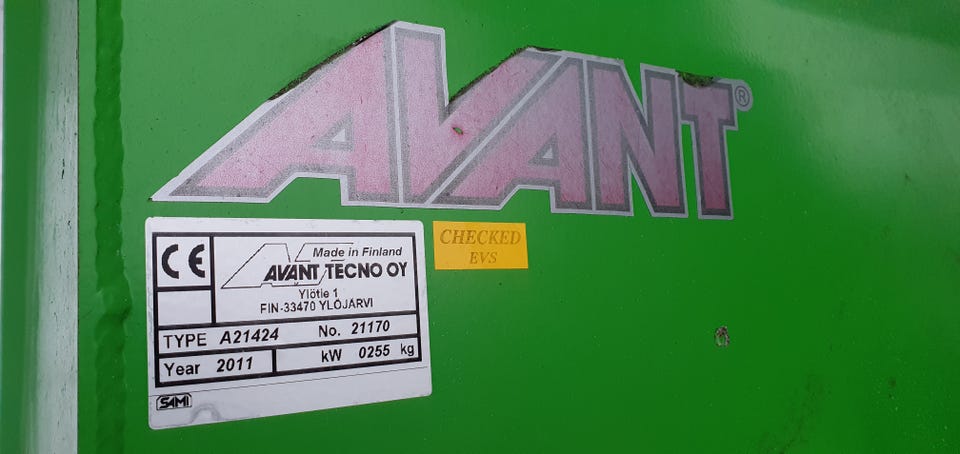 AVANT®
CE
Made in Finland
AVANT TECNO OY
Ylötie 1
FIN-33470 YLÖJÄRVI
TYPE A21424 No. 21170
Year 2011 kW 0255 kg
SAMI
CHECKED
EVS